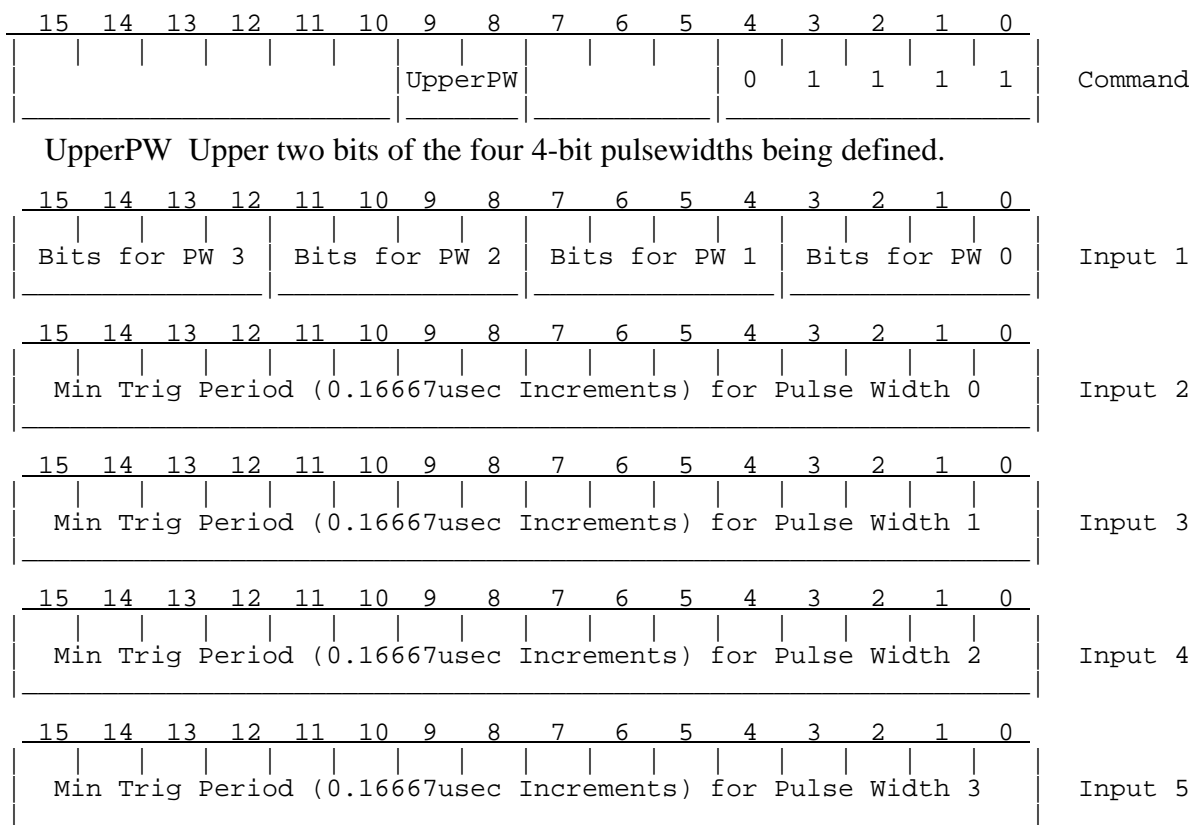 15 14 13 12 11 10 9 8 7 6 5 4 3 2 1 0
UpperPW 0 1 1 1 1 Command
UpperPW Upper two bits of the four 4-bit pulsewidths being defined.
15 14 13 12 11 10 9 8 7 6 5 4 3 2 1 0
Bits for PW 3 Bits for PW 2 Bits for PW 1 Bits for PW 0 Input 1
15 14 13 12 11 10 9 8 7 6 5 4 3 2 1 0
Min Trig Period (0.16667usec Increments) for Pulse Width 0 Input 2
15 14 13 12 11 10 9 8 7 6 5 4 3 2 1 0
Min Trig Period (0.16667usec Increments) for Pulse Width 1 Input 3
15 14 13 12 11 10 9 8 7 6 5 4 3 2 1 0
Min Trig Period (0.16667usec Increments) for Pulse Width 2 Input 4
15 14 13 12 11 10 9 8 7 6 5 4 3 2 1 0
Min Trig Period (0.16667usec Increments) for Pulse Width 3 Input 5